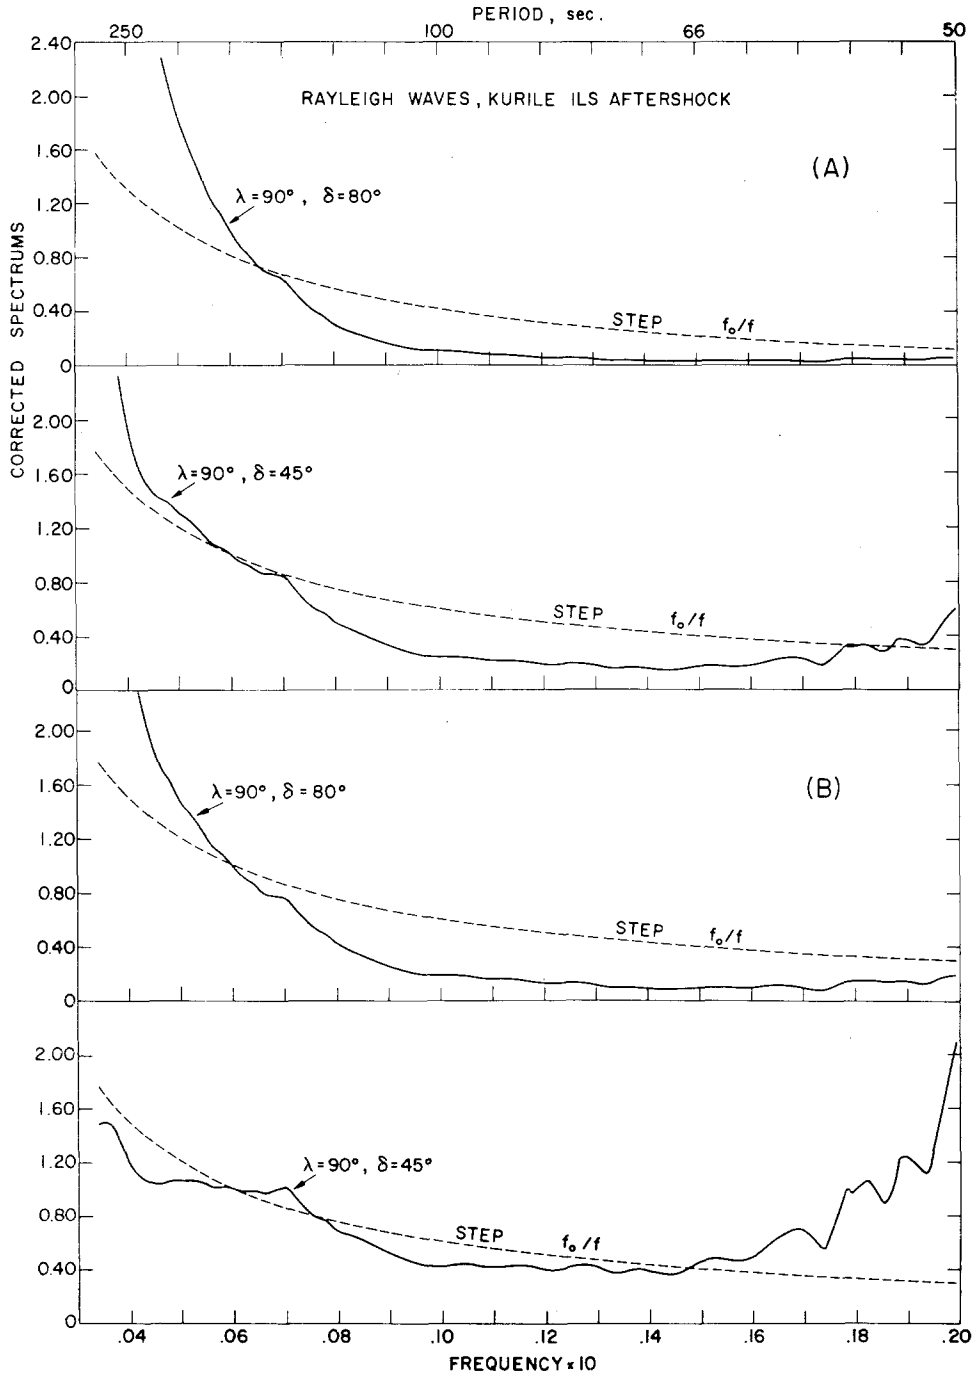 PERIOD, sec.
250 100 66 50
2.40
2.00
RAYLEIGH WAVES, KURILE ILS AFTERSHOCK
1.60
(A)
λ=90°, δ=80°
1.20
0.80
0.40
STEP f₀/f
0
CORRECTED SPECTRUMS
2.00
1.60
λ=90°, δ=45°
1.20
0.80
STEP f₀/f
0.40
0
2.00
1.60
λ=90°, δ=80°
(B)
1.20
0.80
STEP f₀/f
0.40
0
2.00
1.60
1.20
λ=90°, δ=45°
0.80
STEP f₀/f
0.40
0
.04 .06 .08 .10 .12 .14 .16 .18 .20
FREQUENCY × 10